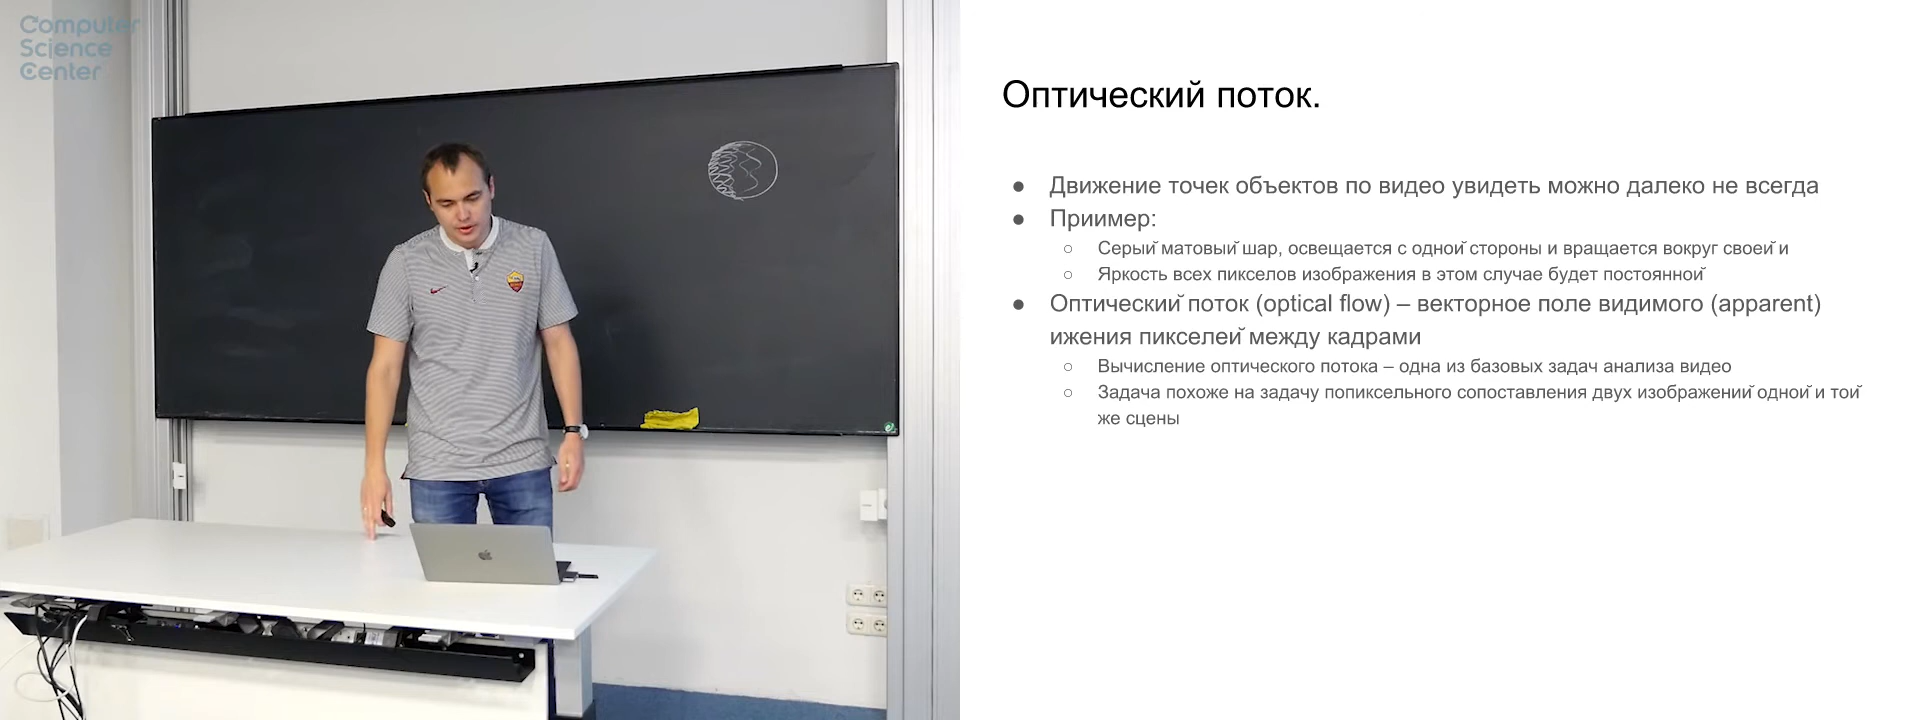 Computer
Science
Center
Оптический поток.
● Движение точек объектов по видео увидеть можно далеко не всегда
● Приимер:
○ Серый матовый шар, освещается с одной стороны и вращается вокруг своей и
○ Яркость всех пикселов изображения в этом случае будет постоянной
● Оптический поток (optical flow) – векторное поле видимого (apparent)
ижения пикселей между кадрами
○ Вычисление оптического потока – одна из базовых задач анализа видео
○ Задача похоже на задачу попиксельного сопоставления двух изображений одной и той
же сцены